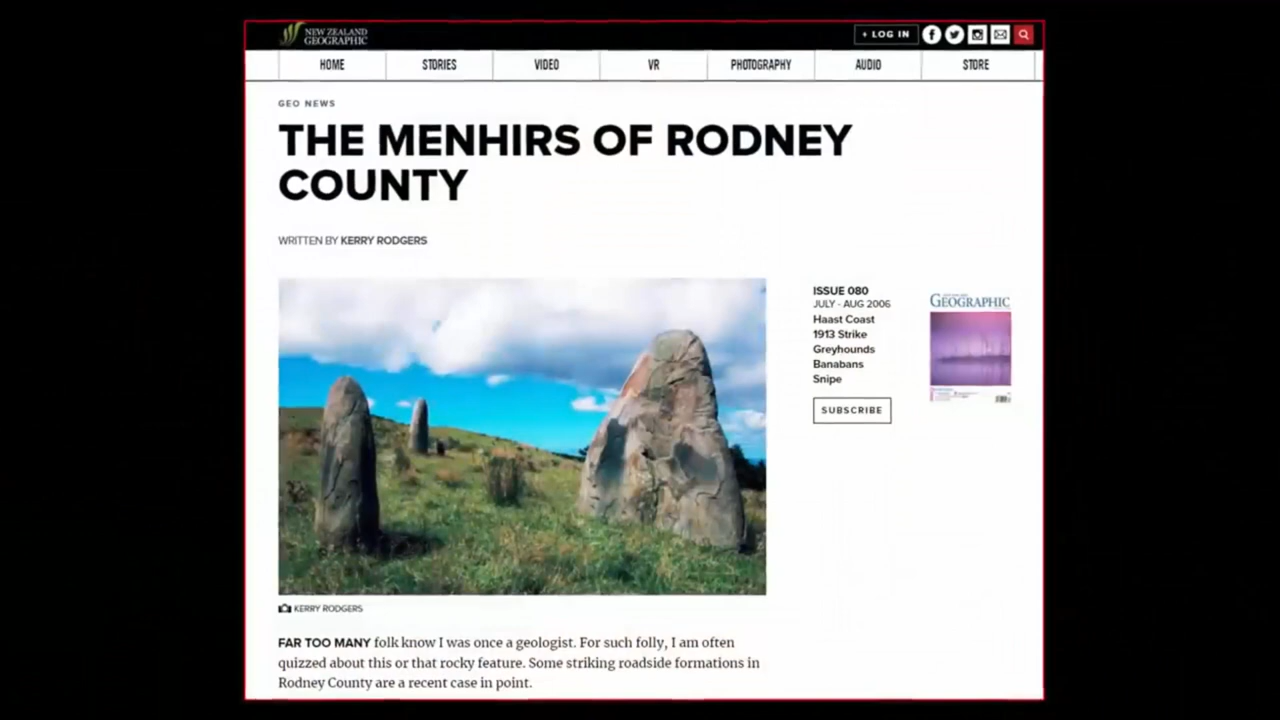 NEW ZEALAND
GEOGRAPHIC
+ LOG IN
HOME
STORIES
VIDEO
VR
PHOTOGRAPHY
AUDIO
STORE
GEO NEWS
THE MENHIRS OF RODNEY
COUNTY
WRITTEN BY KERRY RODGERS
ISSUE 080
JULY - AUG 2006
Haast Coast
1913 Strike
Greyhounds
Banabans
Snipe
SUBSCRIBE
GEOGRAPHIC
KERRY RODGERS
FAR TOO MANY folk know I was once a geologist. For such folly, I am often
quizzed about this or that rocky feature. Some striking roadside formations in
Rodney County are a recent case in point.